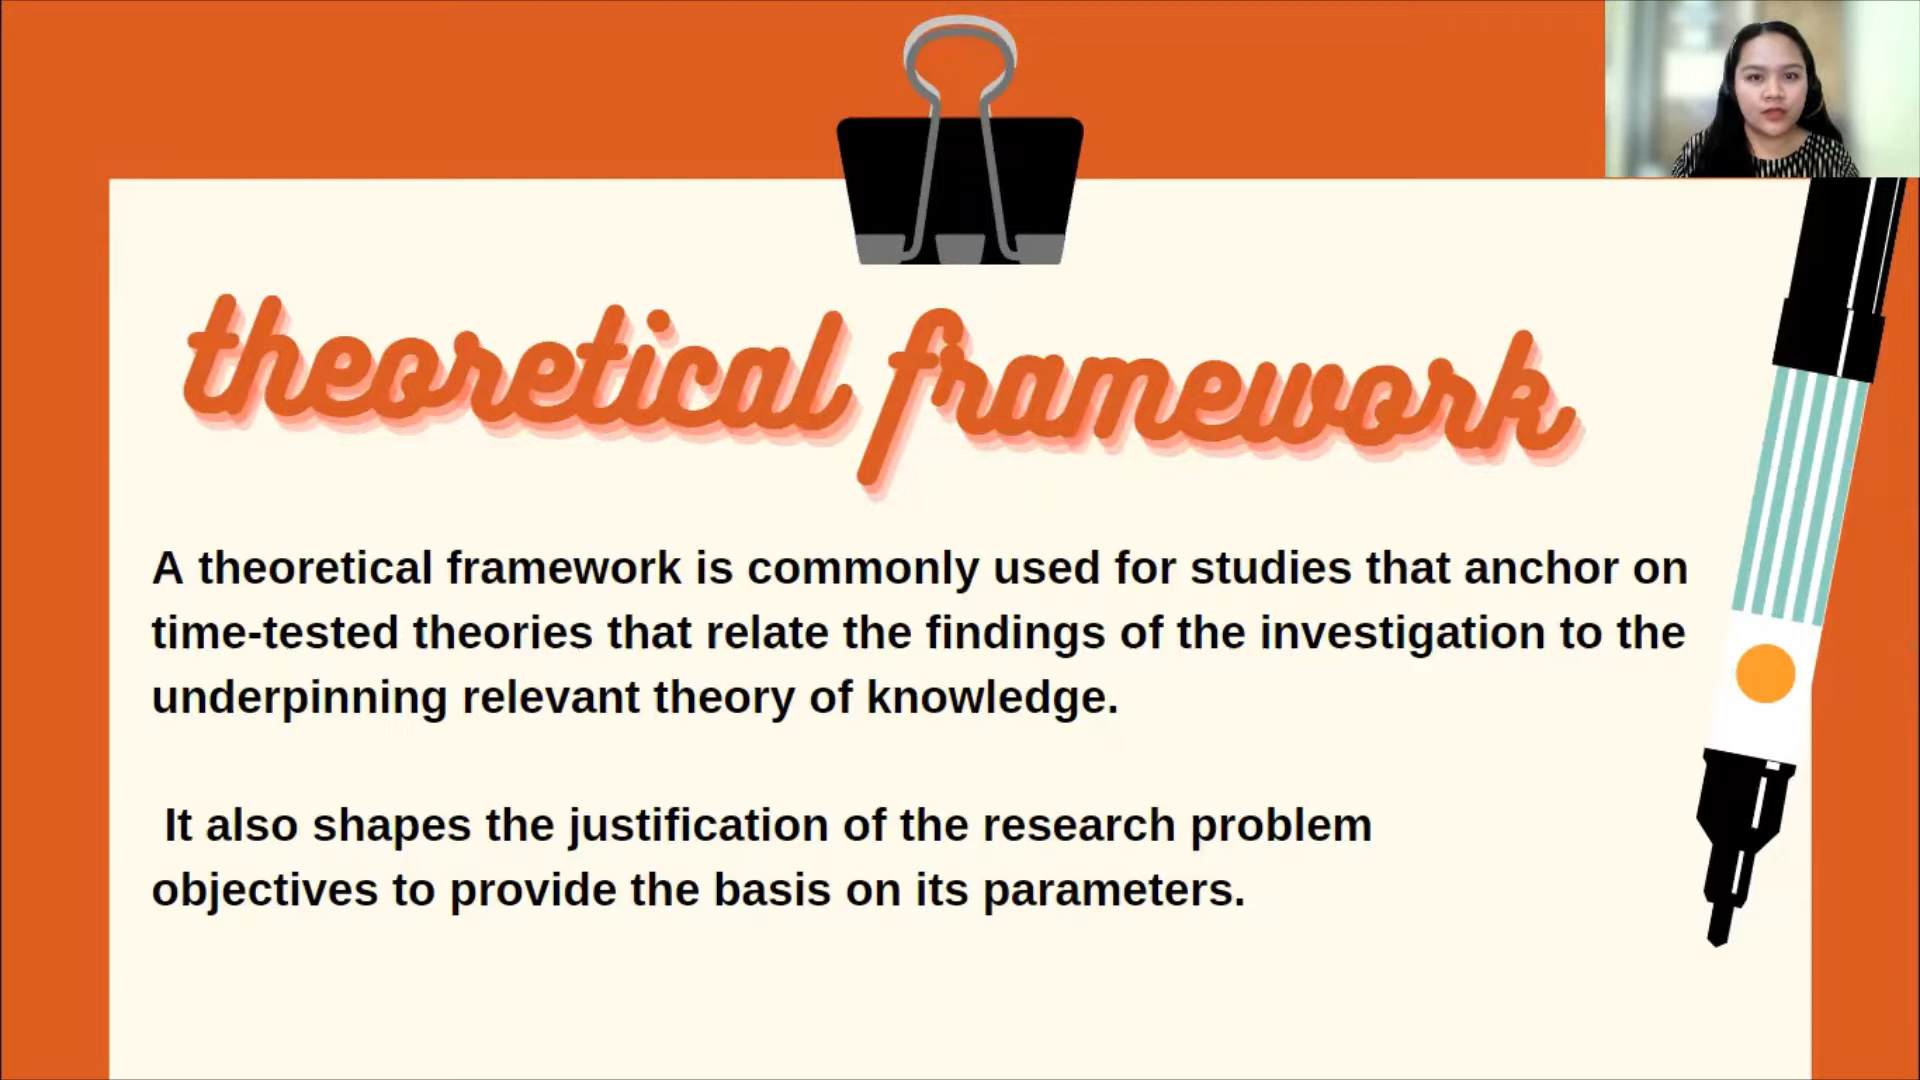 theoretical framework
A theoretical framework is commonly used for studies that anchor on
time-tested theories that relate the findings of the investigation to the
underpinning relevant theory of knowledge.
It also shapes the justification of the research problem
objectives to provide the basis on its parameters.